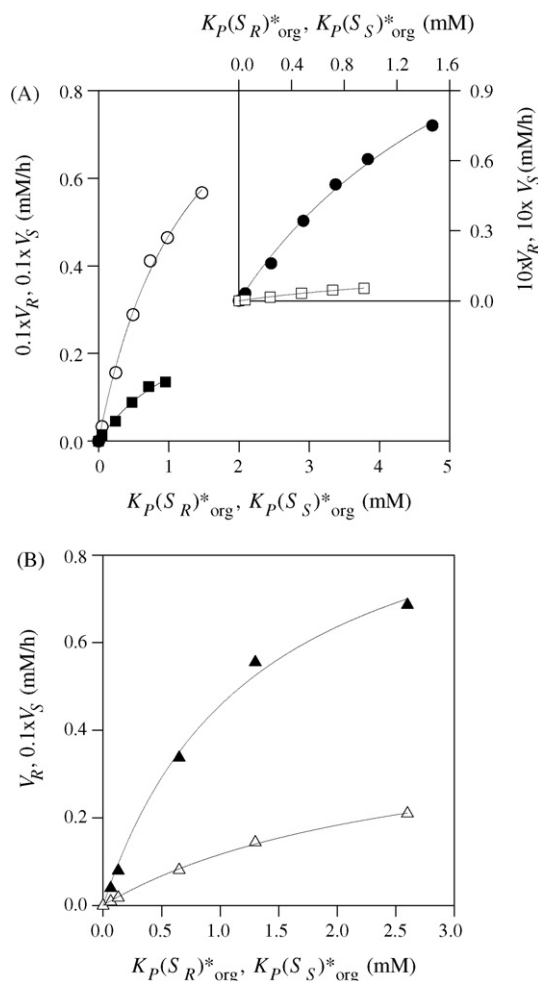 K_P(S_R)*_org, K_P(S_S)*_org (mM)
0.0 0.4 0.8 1.2 1.6
(A)
0.8
0.6
0.4
0.2
0.0
0.1xV_R, 0.1xV_S (mM/h)
0.9
0.6
0.3
0.0
10xV_R, 10x V_S (mM/h)
0 1 2 3 4 5
K_P(S_R)*_org, K_P(S_S)*_org (mM)
(B)
0.8
0.6
0.4
0.2
0.0
V_R, 0.1xV_S (mM/h)
0.0 0.5 1.0 1.5 2.0 2.5 3.0
K_P(S_R)*_org, K_P(S_S)*_org (mM)